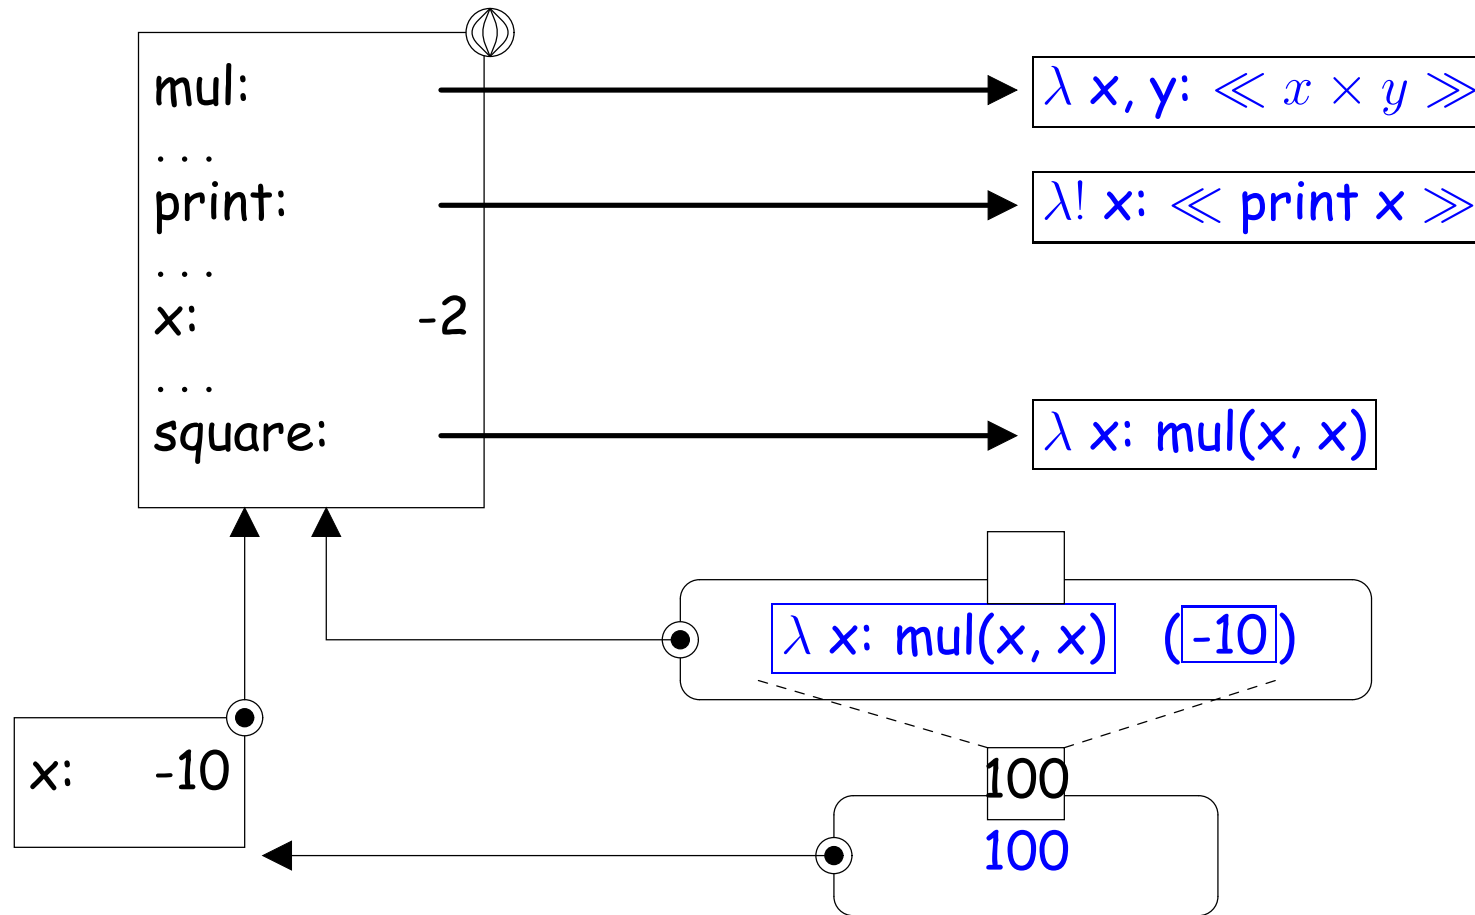 mul:
λ x, y: ≪ x × y ≫
...
print:
λ! x: ≪ print x ≫
...
x: -2
...
square:
λ x: mul(x, x)
λ x: mul(x, x) (-10)
x: -10
100
100